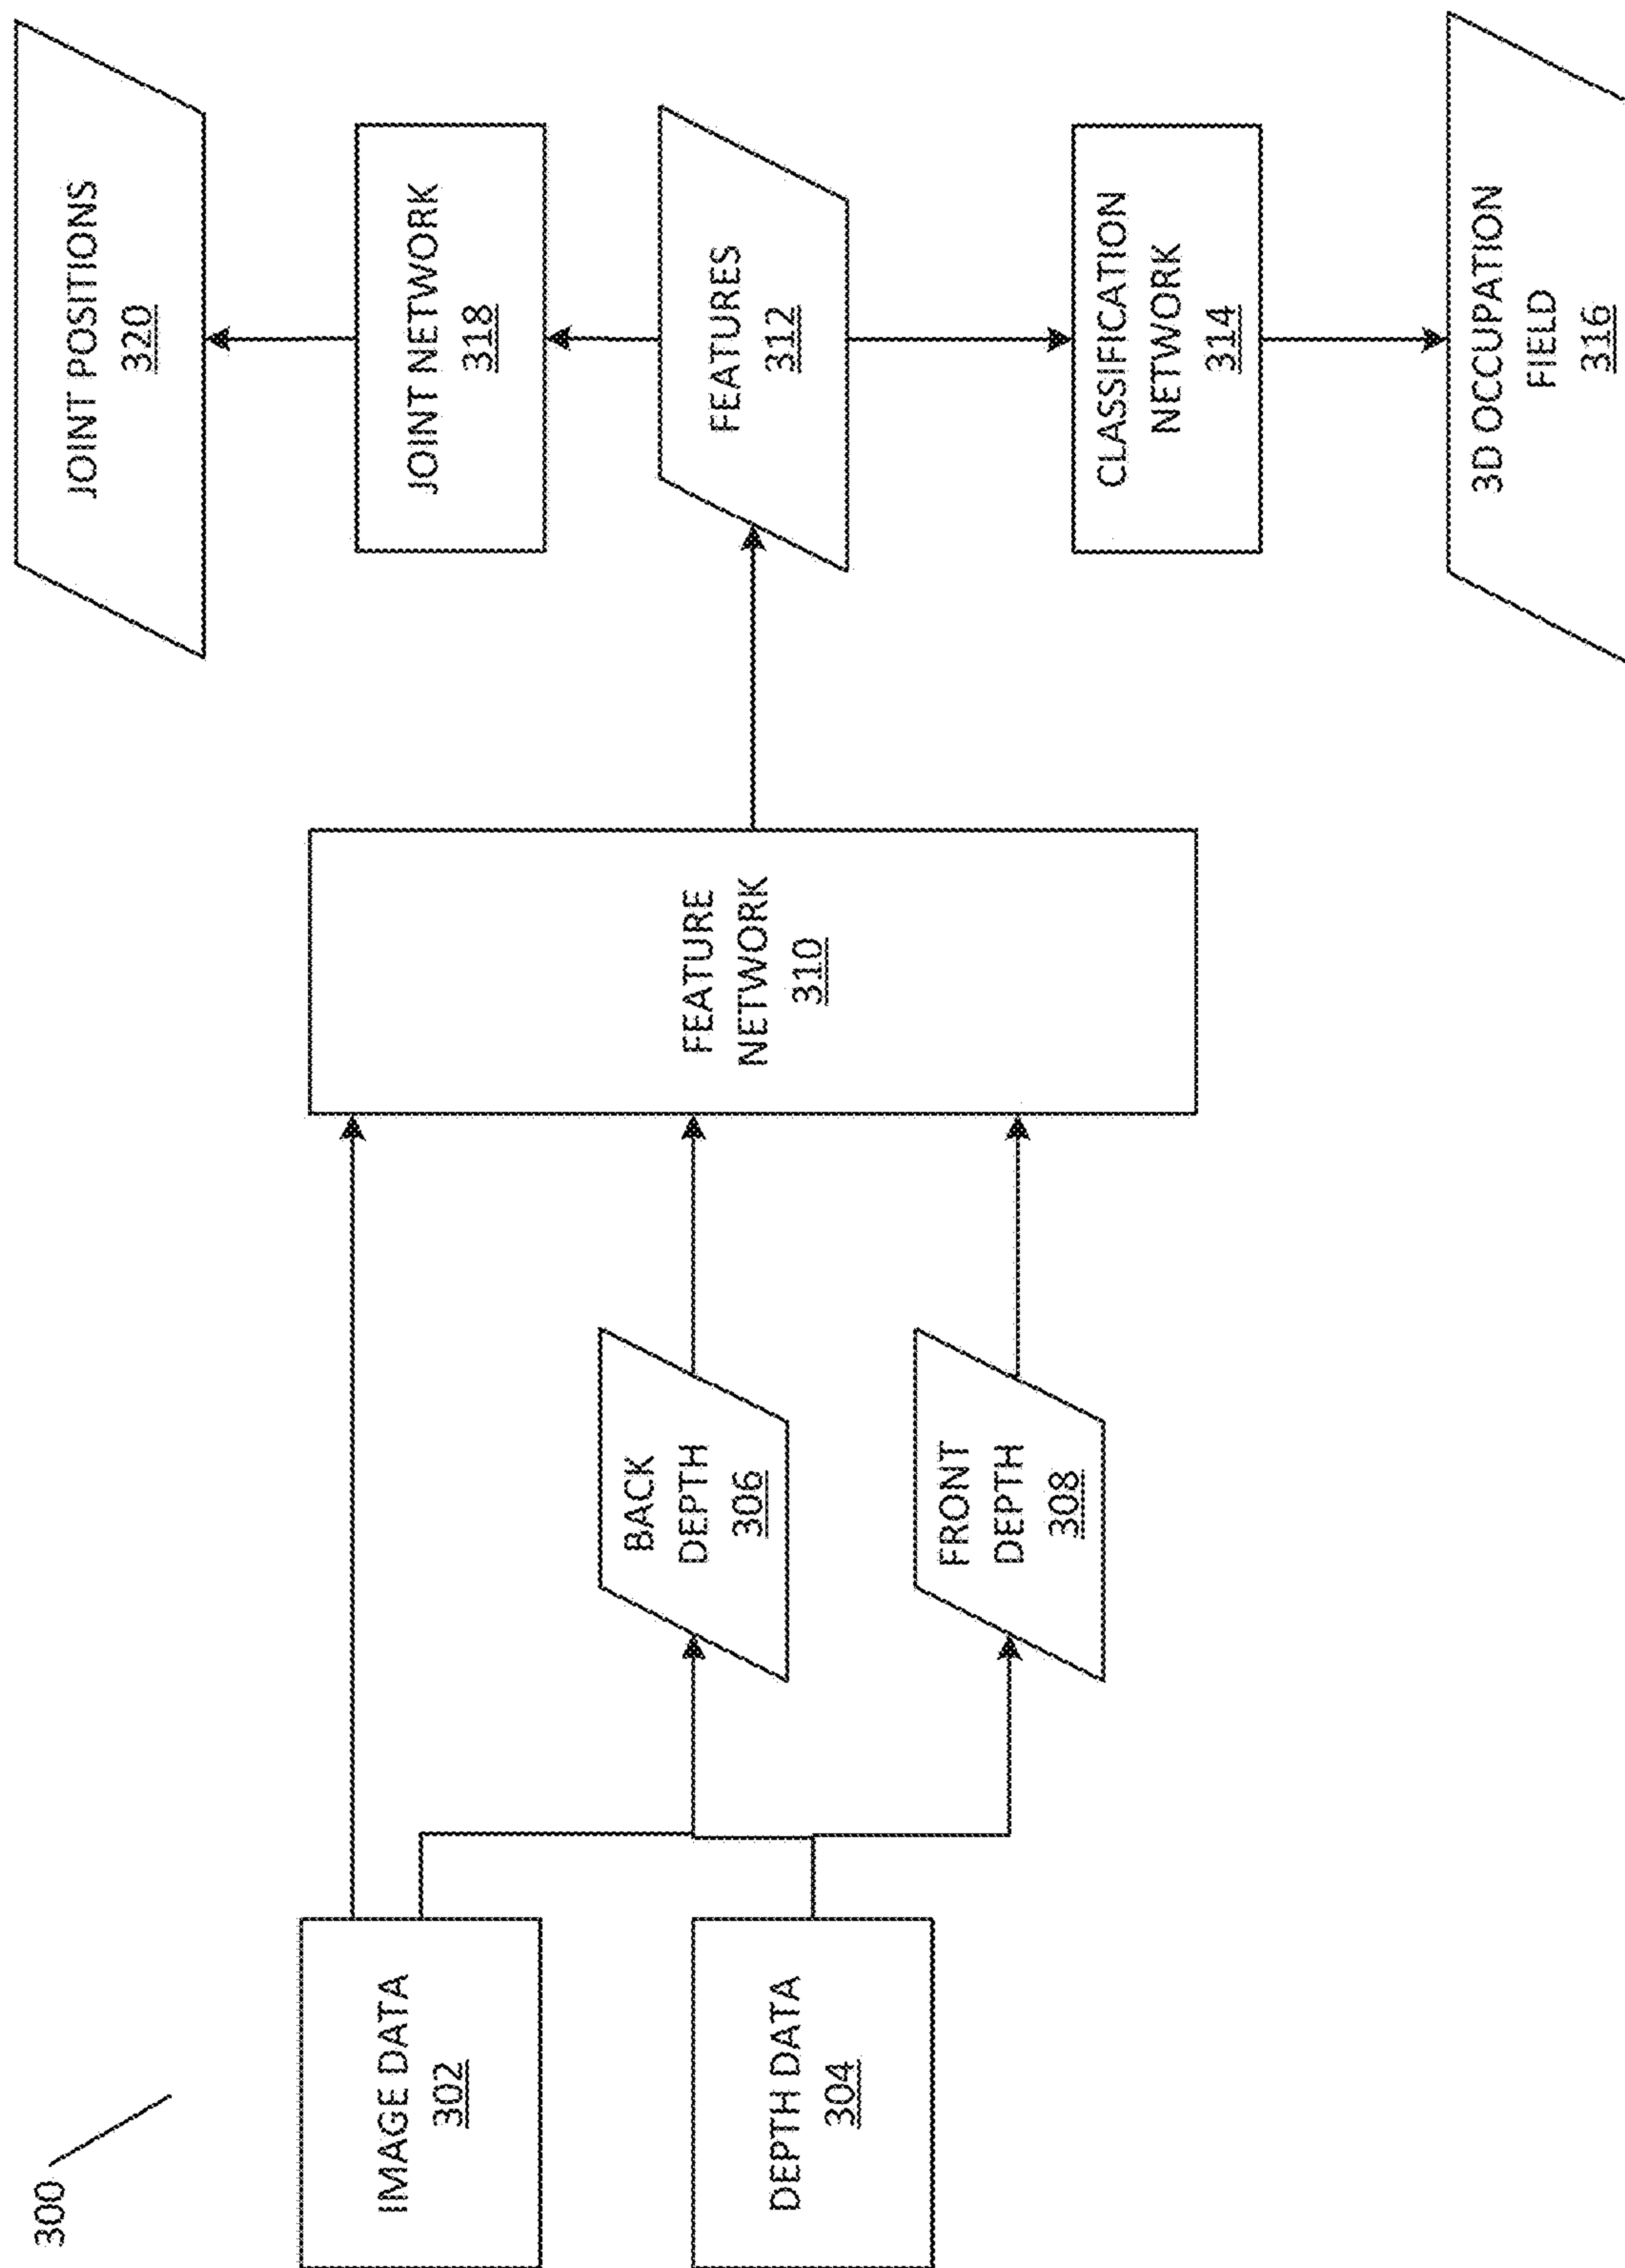 300
IMAGE DATA
302
DEPTH DATA
304
BACK
DEPTH
306
FRONT
DEPTH
308
FEATURE
NETWORK
310
JOINT POSITIONS
320
JOINT NETWORK
318
FEATURES
312
CLASSIFICATION
NETWORK
314
3D OCCUPATION
FIELD
316